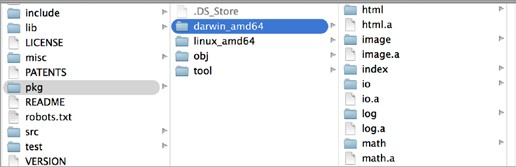 include
lib
LICENSE
misc
PATENTS
pkg
README
robots.txt
src
test
VERSION
.DS_Store
darwin_amd64
linux_amd64
obj
tool
html
html.a
image
image.a
index
io
io.a
log
log.a
math
math.a